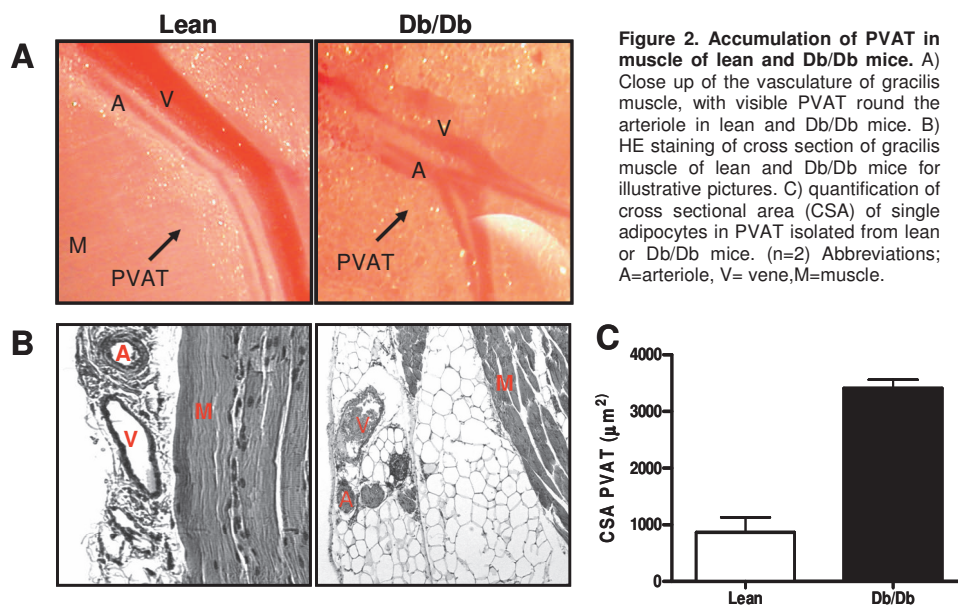 Lean
Db/Db
A
A
V
M
PVAT
V
A
PVAT
Figure 2. Accumulation of PVAT in
muscle of lean and Db/Db mice. A)
Close up of the vasculature of gracilis
muscle, with visible PVAT round the
arteriole in lean and Db/Db mice. B)
HE staining of cross section of gracilis
muscle of lean and Db/Db mice for
illustrative pictures. C) quantification of
cross sectional area (CSA) of single
adipocytes in PVAT isolated from lean
or Db/Db mice. (n=2) Abbreviations;
A=arteriole, V= vene,M=muscle.
B
A
V
M
V
A
M
C
CSA PVAT (μm²)
4000
3000
2000
1000
0
Lean
Db/Db